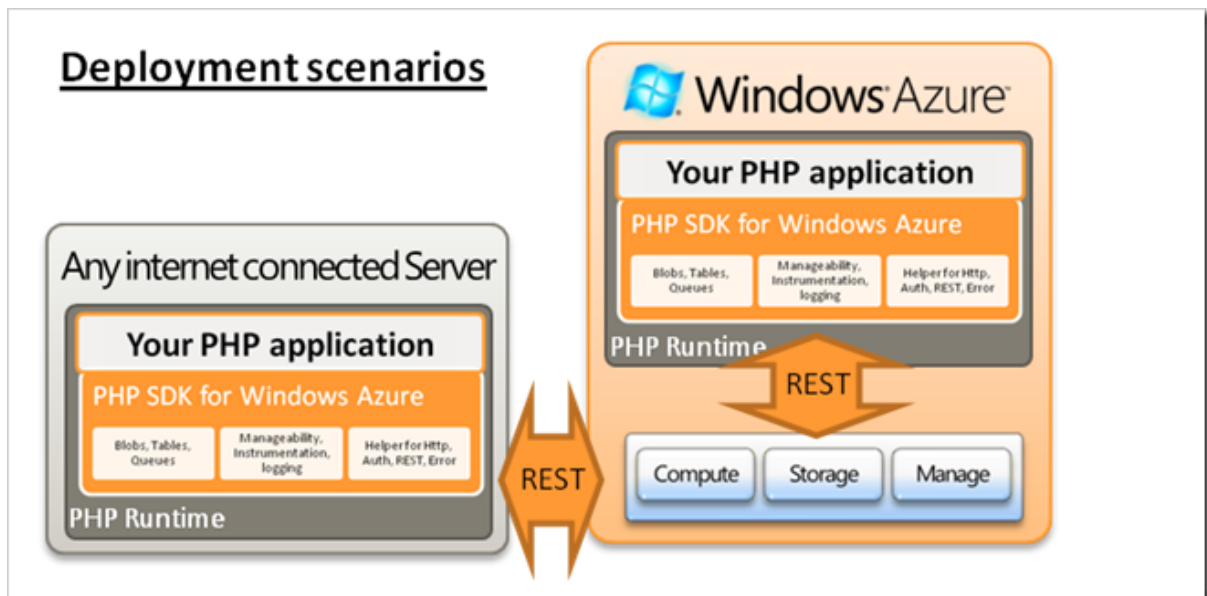 Deployment scenarios
Any internet connected Server
Your PHP application
PHP SDK for Windows Azure
Blobs, Tables,
Queues
Manageability,
Instrumentation,
logging
Helper for Http,
Auth, REST, Error
PHP Runtime
REST
Windows® Azure™
Your PHP application
PHP SDK for Windows Azure
Blobs, Tables,
Queues
Manageability,
Instrumentation,
logging
Helper for Http,
Auth, REST, Error
PHP Runtime
REST
Compute
Storage
Manage